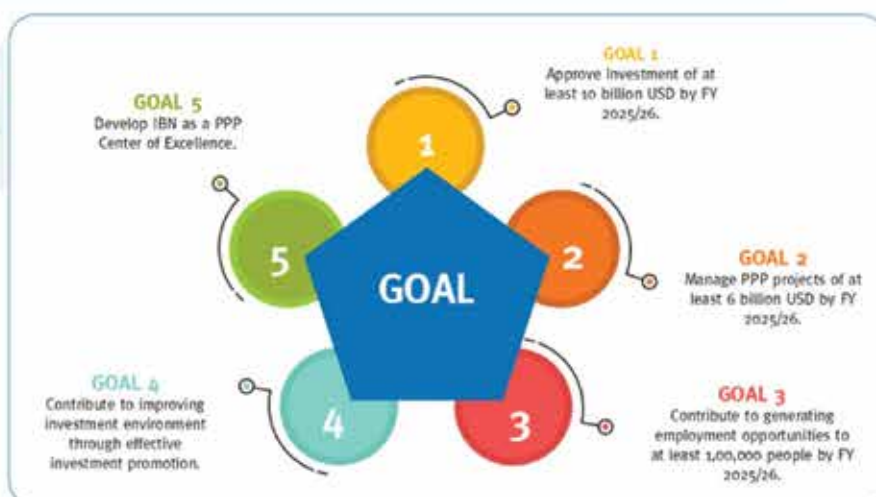 GOAL 1
Approve investment of at
least 10 billion USD by FY
2025/26.
GOAL 5
Develop IBN as a PPP
Center of Excellence.
1
5
2
GOAL
GOAL 2
Manage PPP projects of at
least 6 billion USD by FY
2025/26.
GOAL 4
Contribute to improving
investment environment
through effective
investment promotion.
4
3
GOAL 3
Contribute to generating
employment opportunities to
at least 1,00,000 people by FY
2025/26.